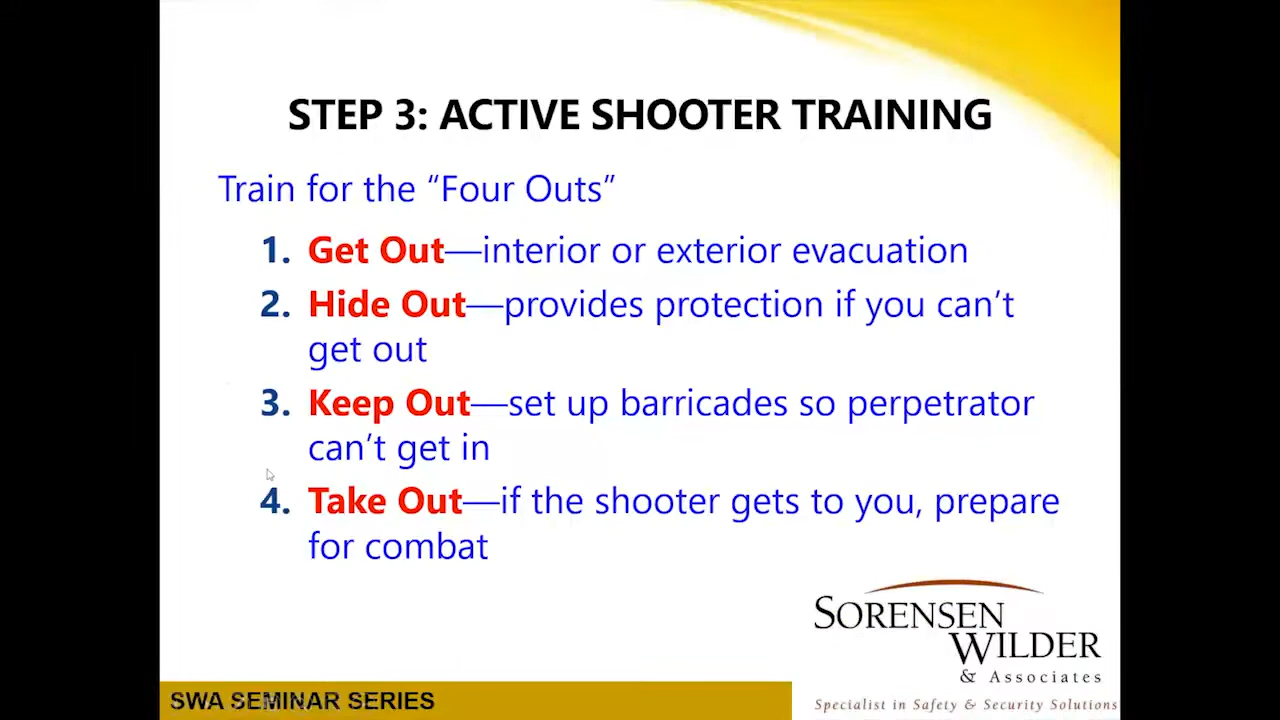 STEP 3: ACTIVE SHOOTER TRAINING
Train for the “Four Outs”
1. Get Out—interior or exterior evacuation
2. Hide Out—provides protection if you can’t
get out
3. Keep Out—set up barricades so perpetrator
can’t get in
4. Take Out—if the shooter gets to you, prepare
for combat
SORENSEN
WILDER
& Associates
SWA SEMINAR SERIES
Specialist in Safety & Security Solutions